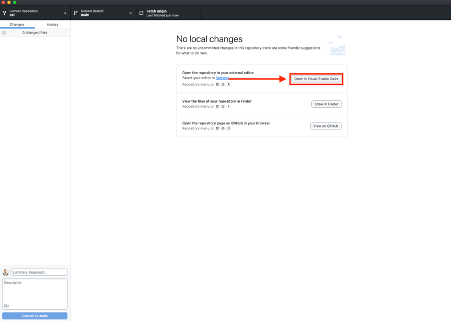 Current Repository
Current Branch
main
Fetch origin
Last fetched just now
Changes
History
0 changed files
No local changes
There are no uncommitted changes in this repository. Here are some friendly suggestions
for what to do next.
Open the repository in your external editor
Select your editor in
Repository menu or
Open in Visual Studio Code
View the files of your repository in Finder
Repository menu or
Show in Finder
Open the repository page on GitHub in your browser
Repository menu or
View on GitHub
Summary (required)
Description
Commit to main